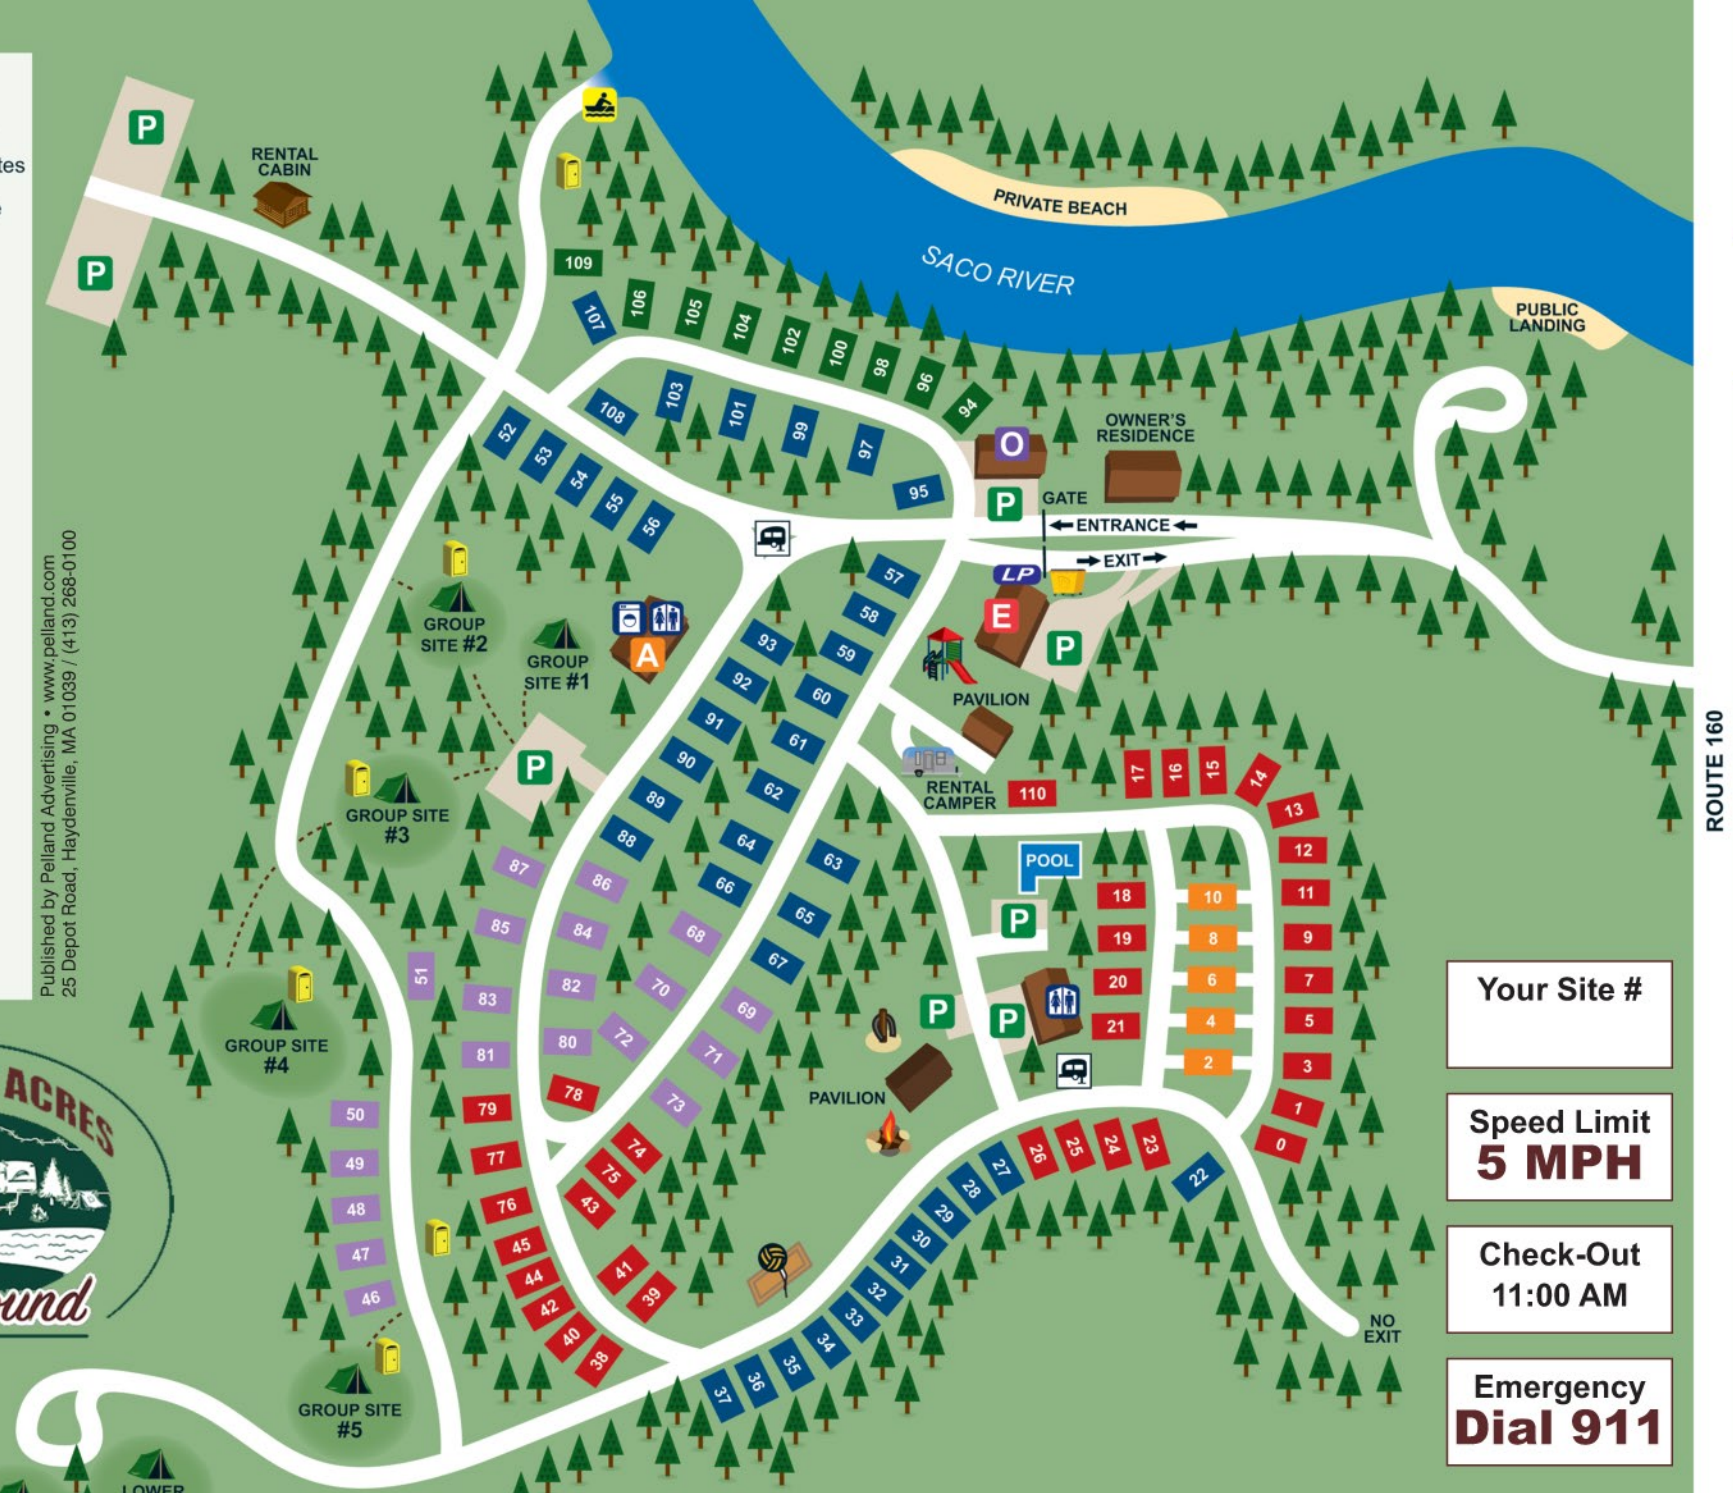 P
RENTAL
CABIN
P
tes
PRIVATE BEACH
SACO RIVER
PUBLIC
LANDING
109
107
106
105
104
102
100
98
96
94
108
103
101
99
97
95
52
53
54
55
56
O
P
OWNER'S
RESIDENCE
GATE
ENTRANCE
EXIT
LP
E
P
PAVILION
RENTAL
CAMPER
110
GROUP
SITE #2
GROUP
SITE #1
A
P
GROUP SITE
#3
GROUP SITE
#4
GROUP SITE
#5
LOWER
57
58
59
60
61
62
64
66
68
70
72
93
92
91
90
89
88
86
84
82
80
78
87
85
83
81
79
77
76
45
44
42
40
38
63
65
67
69
71
73
74
75
43
41
39
51
50
49
48
47
46
17
16
15
14
13
12
11
9
7
5
3
1
0
POOL
P
P
P
18
19
20
21
10
8
6
4
2
PAVILION
22
23
24
25
26
27
28
29
30
31
32
33
34
35
36
37
NO
EXIT
ROUTE 160
Published by Pelland Advertising • www.pelland.com
25 Depot Road, Haydenville, MA 01039 / (413) 268-0100
ACRES
ound
Your Site #
Speed Limit
5 MPH
Check-Out
11:00 AM
Emergency
Dial 911